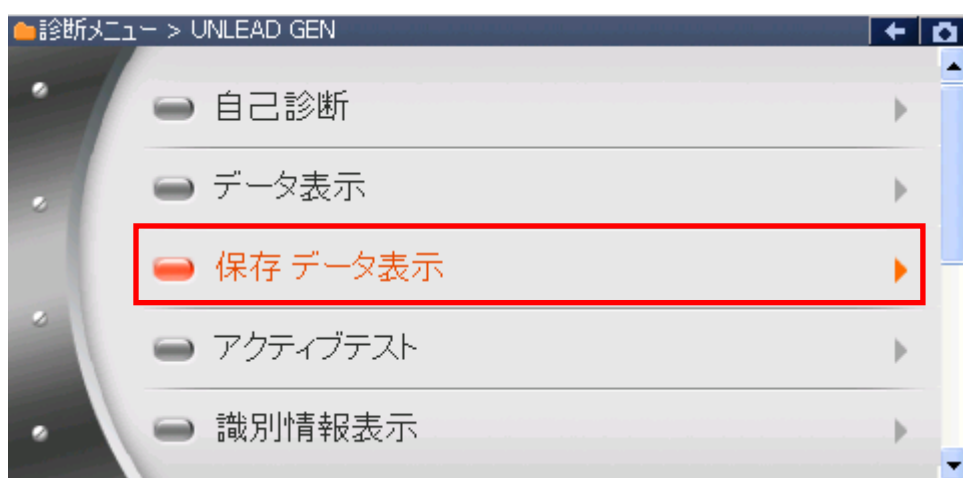 診断メニュー > UNLEAD GEN
自己診断
データ表示
保存 データ表示
アクティブテスト
識別情報表示